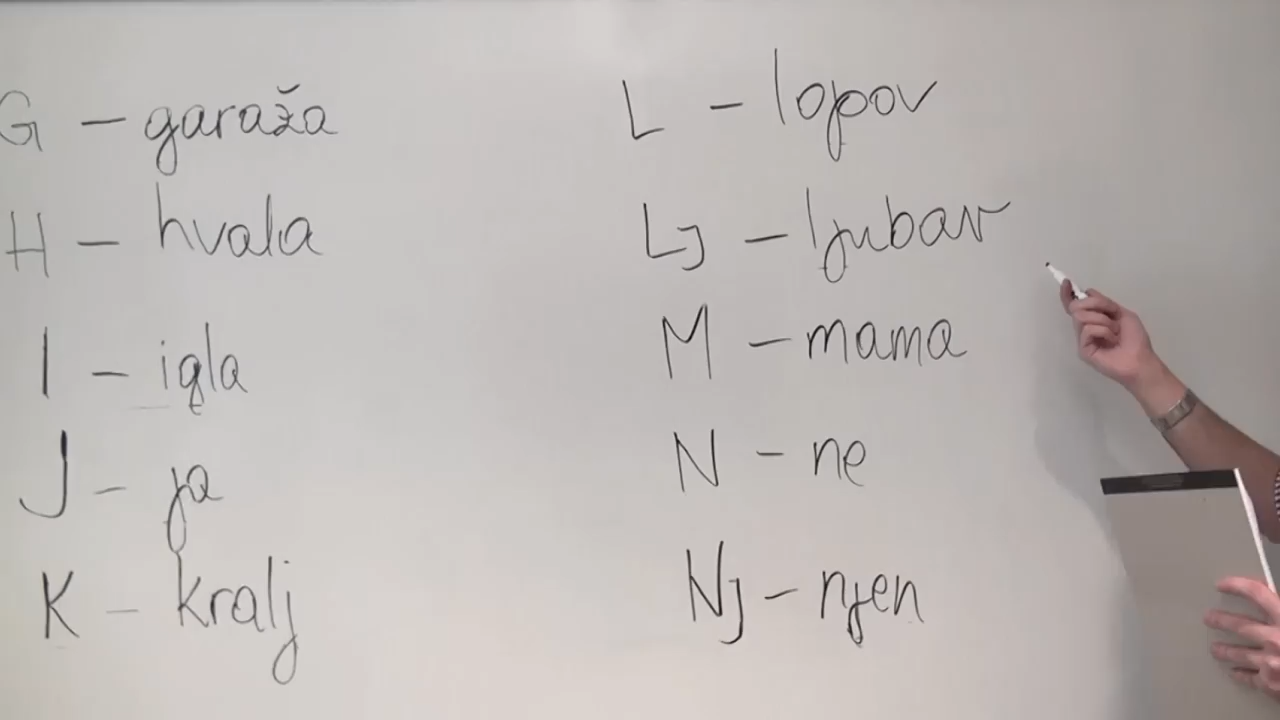 G – garaža
H – hvala
I – igla
J – ja
K – kralj
L – lopov
Lj – ljubav
M – mama
N – ne
Nj – njen